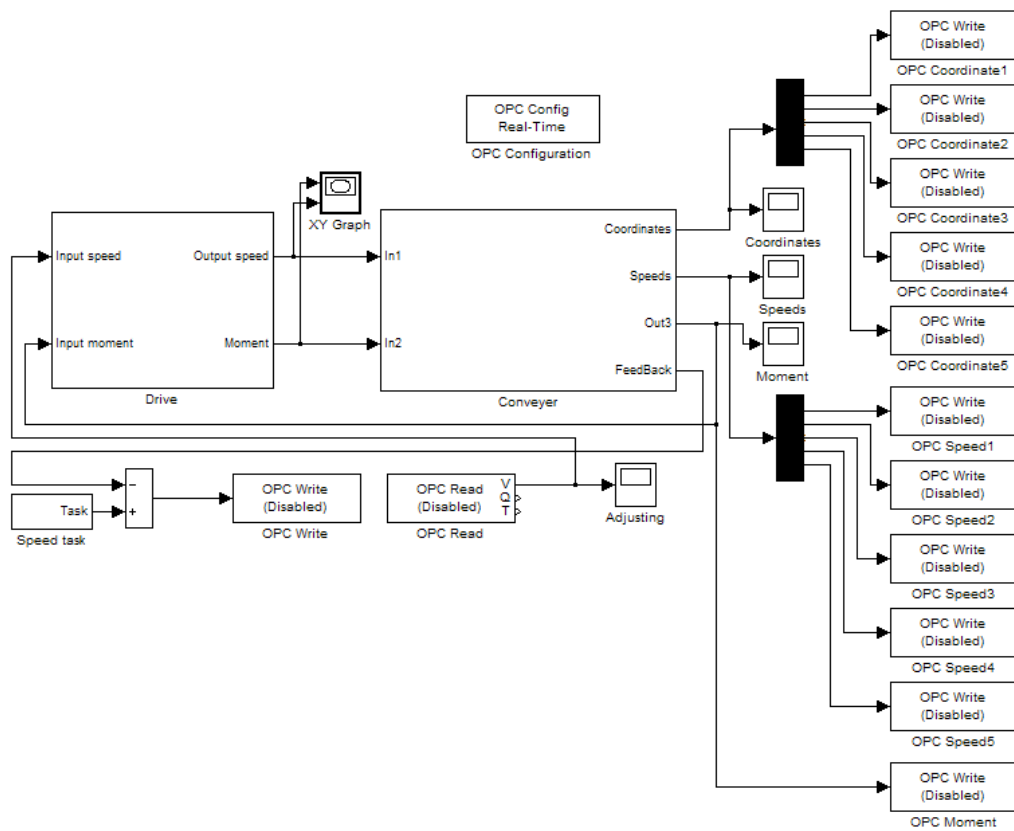 OPC Write
(Disabled)
OPC Coordinate1
OPC Config
Real-Time
OPC Configuration
OPC Write
(Disabled)
OPC Coordinate2
OPC Write
(Disabled)
OPC Coordinate3
XY Graph
Coordinates
OPC Write
(Disabled)
OPC Coordinate4
Input speed
Output speed
Input moment
Moment
Drive
In1
In2
Coordinates
Speeds
Out3
FeedBack
Conveyer
Speeds
Moment
OPC Write
(Disabled)
OPC Coordinate5
OPC Write
(Disabled)
OPC Speed1
Task
Speed task
−
+
OPC Write
(Disabled)
OPC Write
OPC Read
(Disabled)
V
Q
T
OPC Read
Adjusting
OPC Write
(Disabled)
OPC Speed2
OPC Write
(Disabled)
OPC Speed3
OPC Write
(Disabled)
OPC Speed4
OPC Write
(Disabled)
OPC Speed5
OPC Write
(Disabled)
OPC Moment